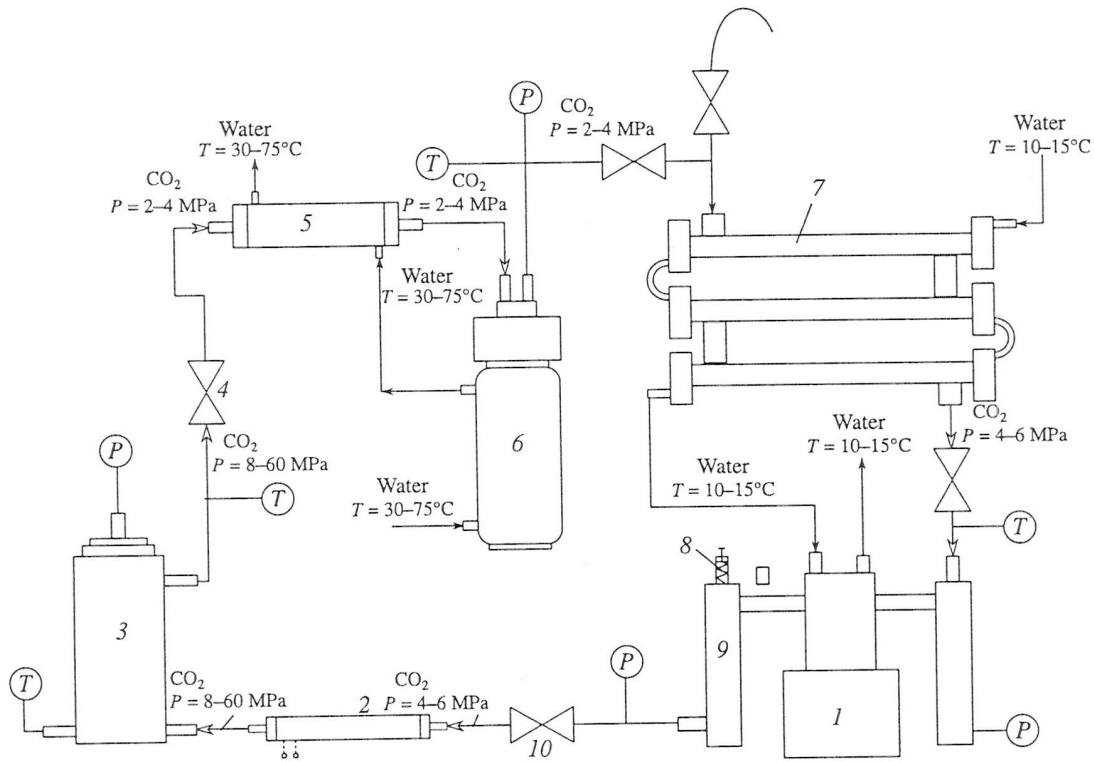 P
CO₂
P = 2–4 MPa
Water
T = 30–75°C
T
Water
T = 10–15°C
CO₂
P = 2–4 MPa
CO₂
P = 2–4 MPa
5
7
Water
T = 30–75°C
4
6
CO₂
P = 8–60 MPa
P
T
CO₂
P = 4–6 MPa
Water
T = 10–15°C
Water
T = 10–15°C
Water
T = 30–75°C
T
8
3
9
1
T
CO₂
P = 8–60 MPa
2
CO₂
P = 4–6 MPa
P
10
P